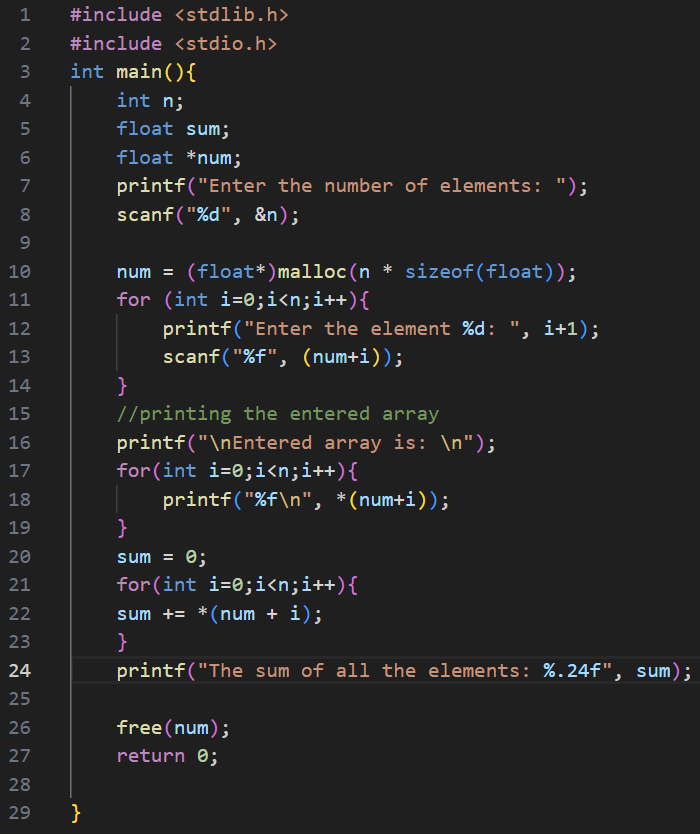 1 #include <stdlib.h>
2 #include <stdio.h>
3 int main(){
4     int n;
5     float sum;
6     float *num;
7     printf("Enter the number of elements: ");
8     scanf("%d", &n);
9
10     num = (float*)malloc(n * sizeof(float));
11     for (int i=0;i<n;i++){
12         printf("Enter the element %d: ", i+1);
13         scanf("%f", (num+i));
14     }
15     //printing the entered array
16     printf("\nEntered array is: \n");
17     for(int i=0;i<n;i++){
18         printf("%f\n", *(num+i));
19     }
20     sum = 0;
21     for(int i=0;i<n;i++){
22     sum += *(num + i);
23     }
24     printf("The sum of all the elements: %.24f", sum);
25
26     free(num);
27     return 0;
28
29 }